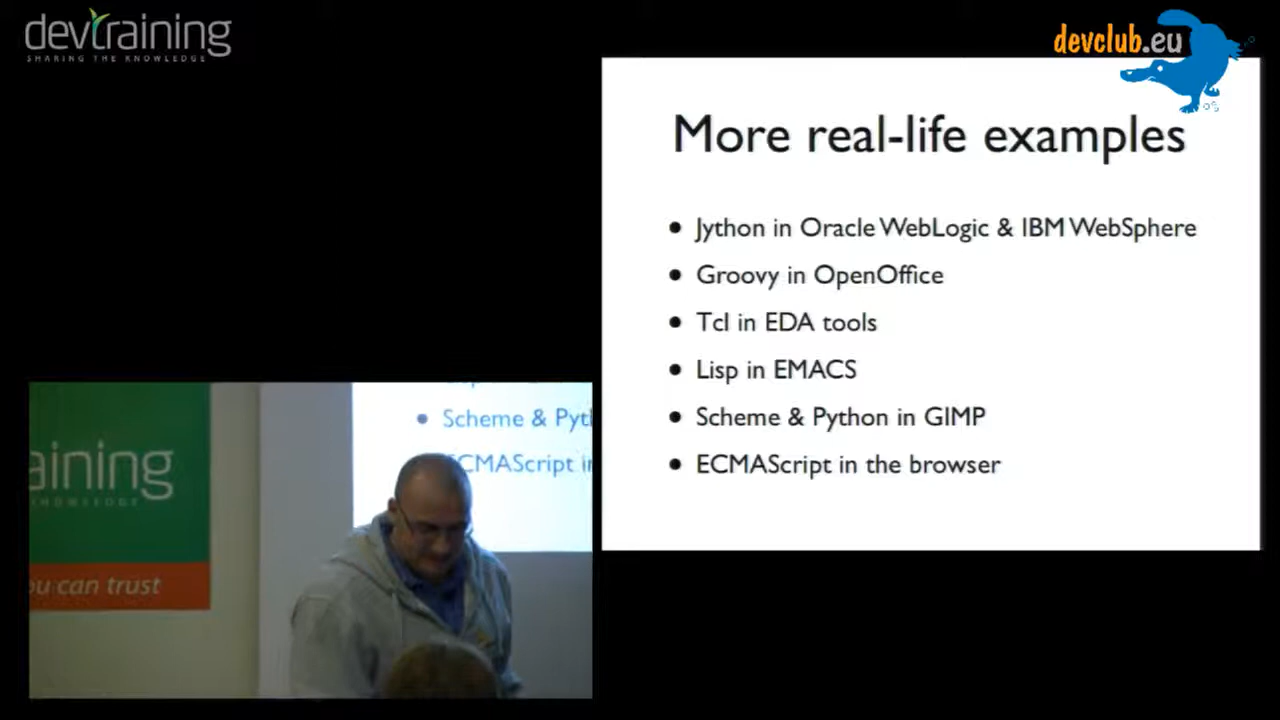 devtraining
SHARING THE KNOWLEDGE
devclub.eu
More real-life examples
• Jython in Oracle WebLogic & IBM WebSphere
• Groovy in OpenOffice
• Tcl in EDA tools
• Lisp in EMACS
• Scheme & Python in GIMP
• ECMAScript in the browser
• Scheme & Pyt
ECMAScript i
aining
KNOWLEDGE
ou can trust